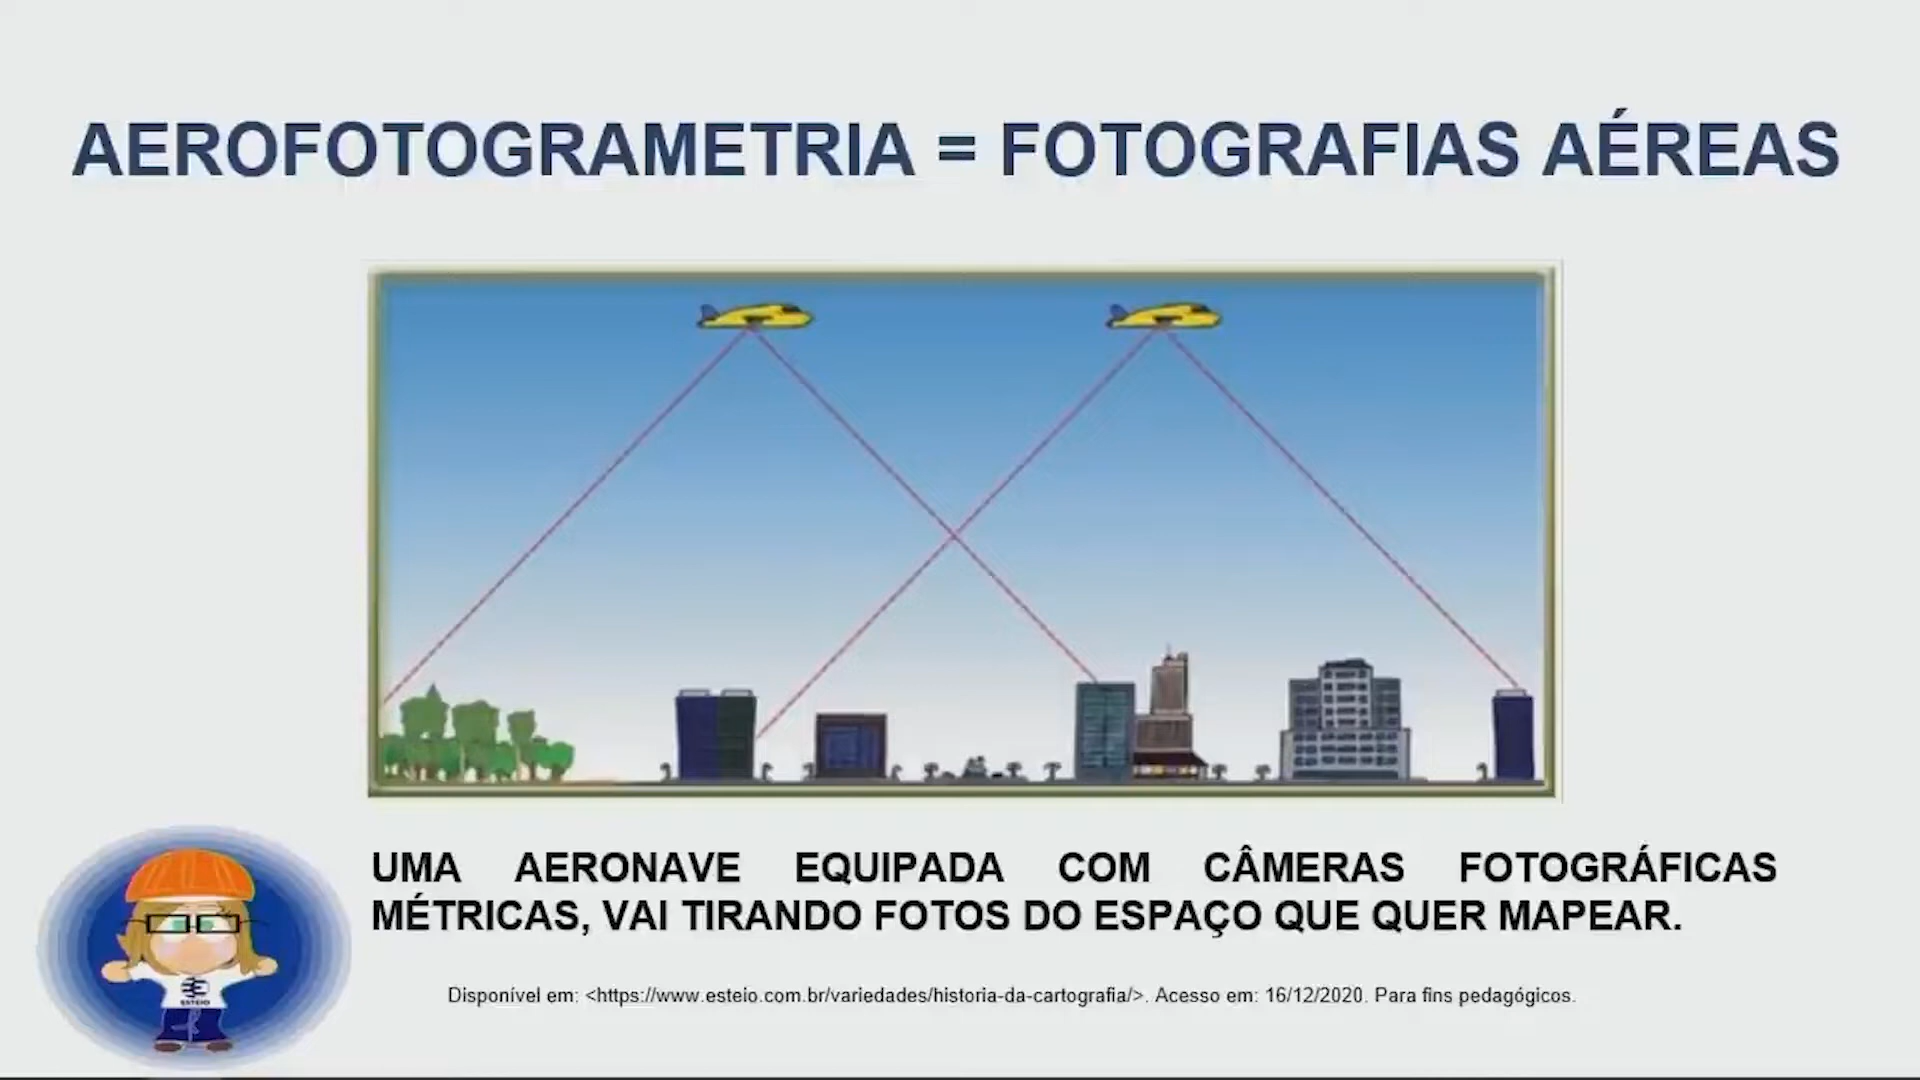 AEROFOTOGRAMETRIA = FOTOGRAFIAS AÉREAS
UMA AERONAVE EQUIPADA COM CÂMERAS FOTOGRÁFICAS
MÉTRICAS, VAI TIRANDO FOTOS DO ESPAÇO QUE QUER MAPEAR.
ESTEIO
Disponível em: <https://www.esteio.com.br/variedades/historia-da-cartografia/>. Acesso em: 16/12/2020. Para fins pedagógicos.